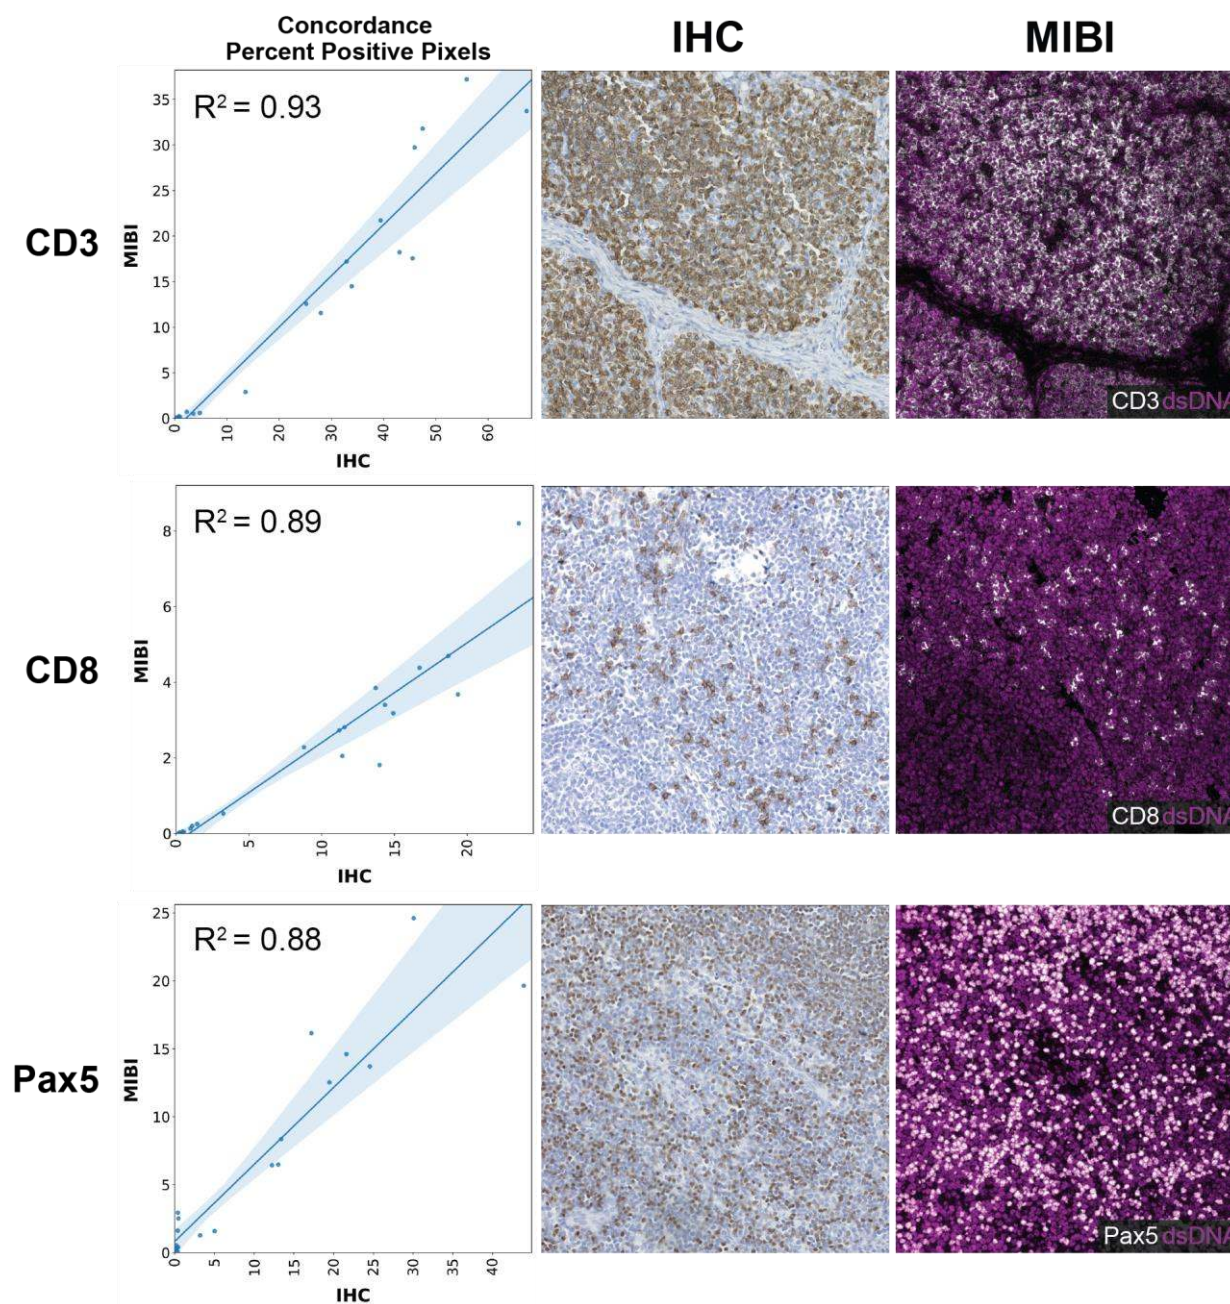 Concordance
Percent Positive Pixels
IHC
MIBI
CD3
R² = 0.93
MIBI
35
30
25
20
15
10
5
0
0 10 20 30 40 50 60
IHC
CD3 dsDNA
CD8
R² = 0.89
MIBI
8
6
4
2
0
0 5 10 15 20
IHC
CD8 dsDNA
Pax5
R² = 0.88
MIBI
25
20
15
10
5
0
0 5 10 15 20 25 30 35 40
IHC
Pax5 dsDNA